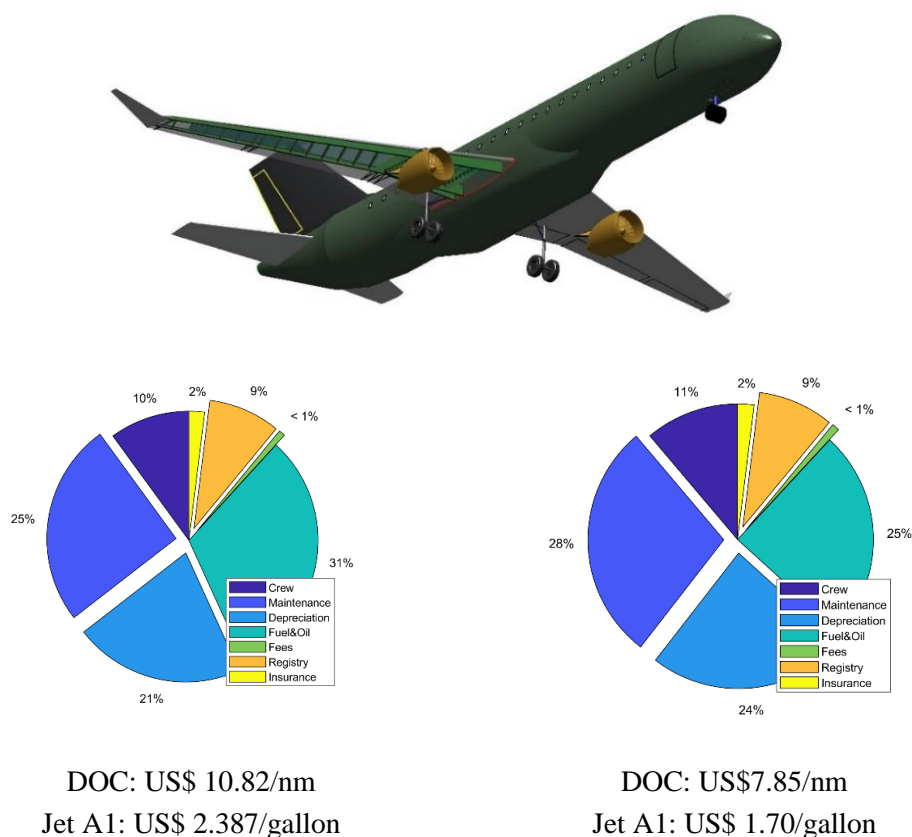 10%
2%
9%
< 1%
25%
31%
21%
Crew
Maintenance
Depreciation
Fuel&Oil
Fees
Registry
Insurance
11%
2%
9%
< 1%
28%
25%
24%
Crew
Maintenance
Depreciation
Fuel&Oil
Fees
Registry
Insurance
DOC: US$ 10.82/nm
Jet A1: US$ 2.387/gallon
DOC: US$7.85/nm
Jet A1: US$ 1.70/gallon